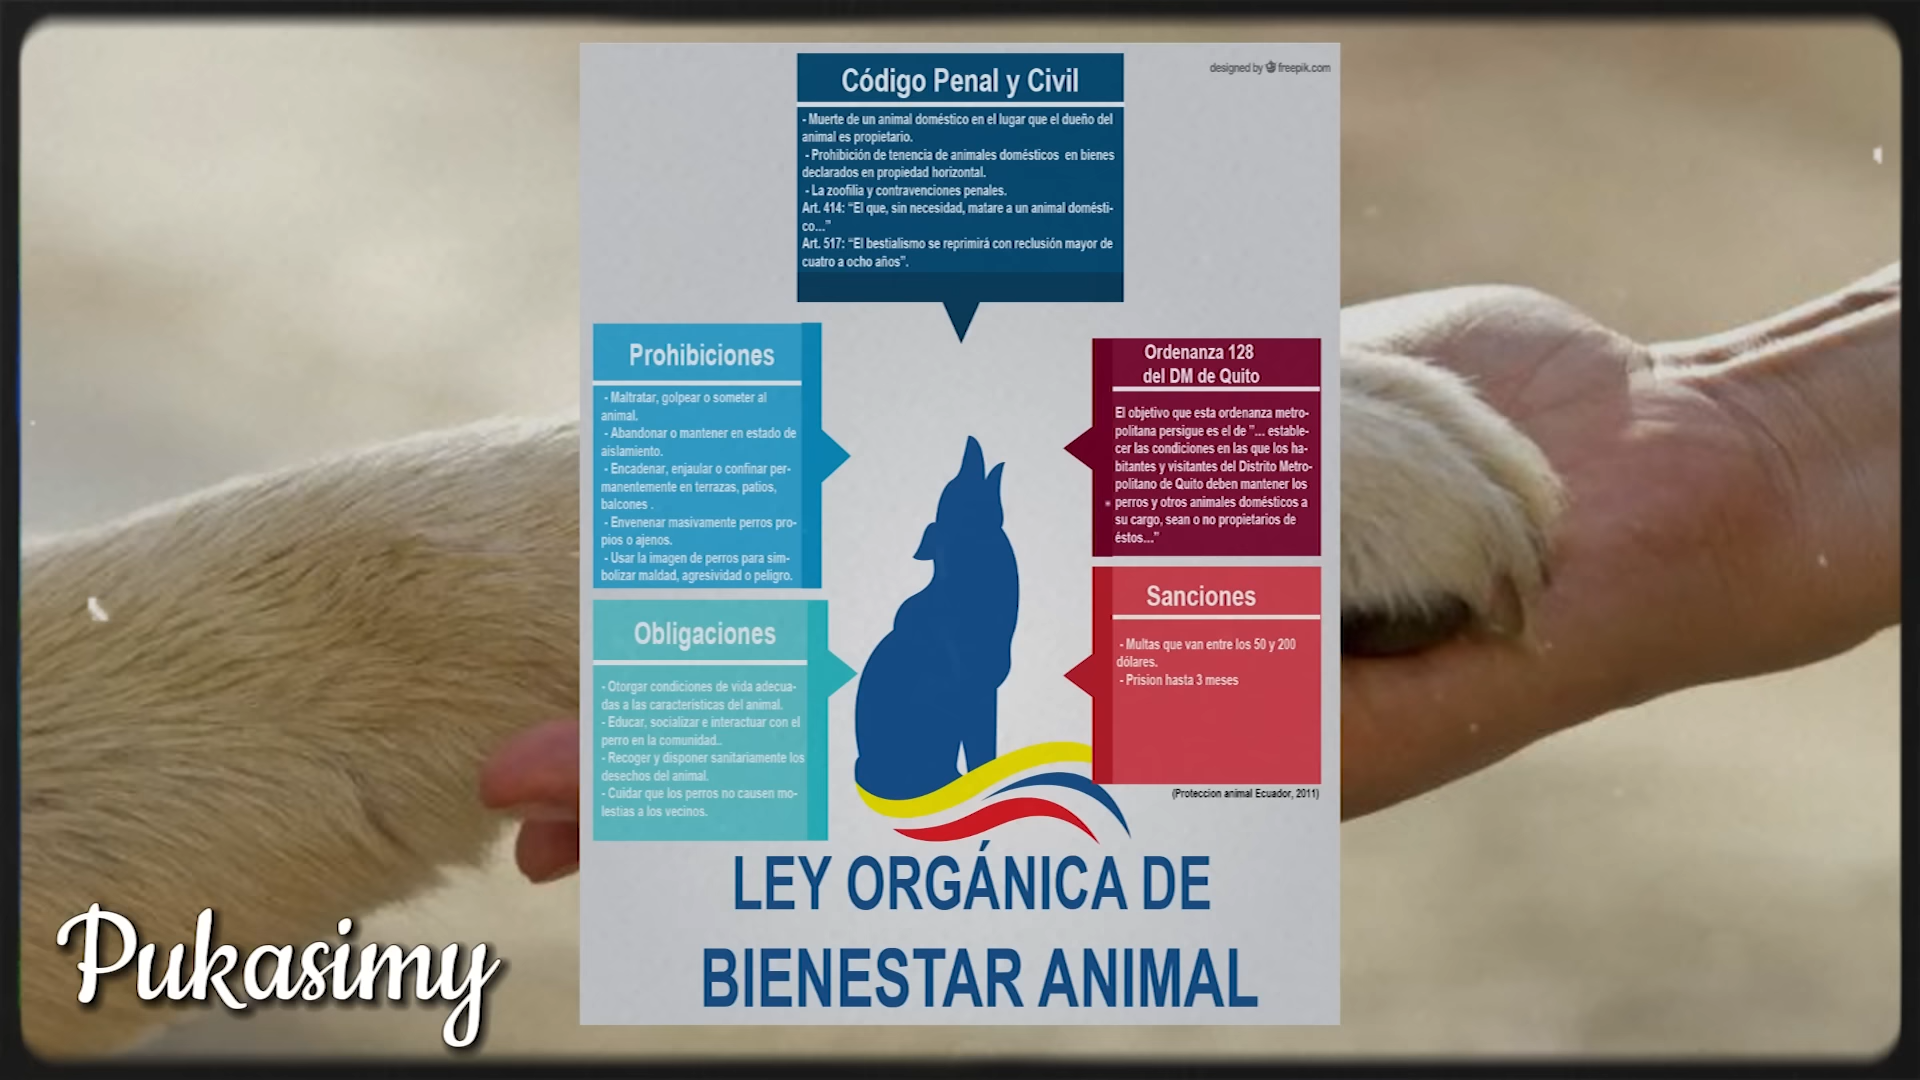 designed by freepik.com
Código Penal y Civil
- Muerte de un animal doméstico en el lugar que el dueño del
animal es propietario.
- Prohibición de tenencia de animales domésticos en bienes
declarados en propiedad horizontal.
- La zoofilia y contravenciones penales.
Art. 414: “El que, sin necesidad, matare a un animal domésti-
co...”
Art. 517: “El bestialismo se reprimirá con reclusión mayor de
cuatro a ocho años”.
Prohibiciones
- Maltratar, golpear o someter al
animal.
- Abandonar o mantener en estado de
aislamiento.
- Encadenar, enjaular o confinar per-
manentemente en terrazas, patios,
balcones .
- Envenenar masivamente perros pro-
pios o ajenos.
- Usar la imagen de perros para sim-
bolizar maldad, agresividad o peligro.
Ordenanza 128
del DM de Quito
El objetivo que esta ordenanza metro-
politana persigue es el de "... estable-
cer las condiciones en las que los ha-
bitantes y visitantes del Distrito Metro-
politano de Quito deben mantener los
perros y otros animales domésticos a
su cargo, sean o no propietarios de
éstos..."
Obligaciones
- Otorgar condiciones de vida adecua-
das a las características del animal.
- Educar, socializar e interactuar con el
perro en la comunidad..
- Recoger y disponer sanitariamente los
desechos del animal.
- Cuidar que los perros no causen mo-
lestias a los vecinos.
Sanciones
- Multas que van entre los 50 y 200
dólares.
- Prision hasta 3 meses
(Proteccion animal Ecuador, 2011)
LEY ORGÁNICA DE
BIENESTAR ANIMAL
Pukasimy